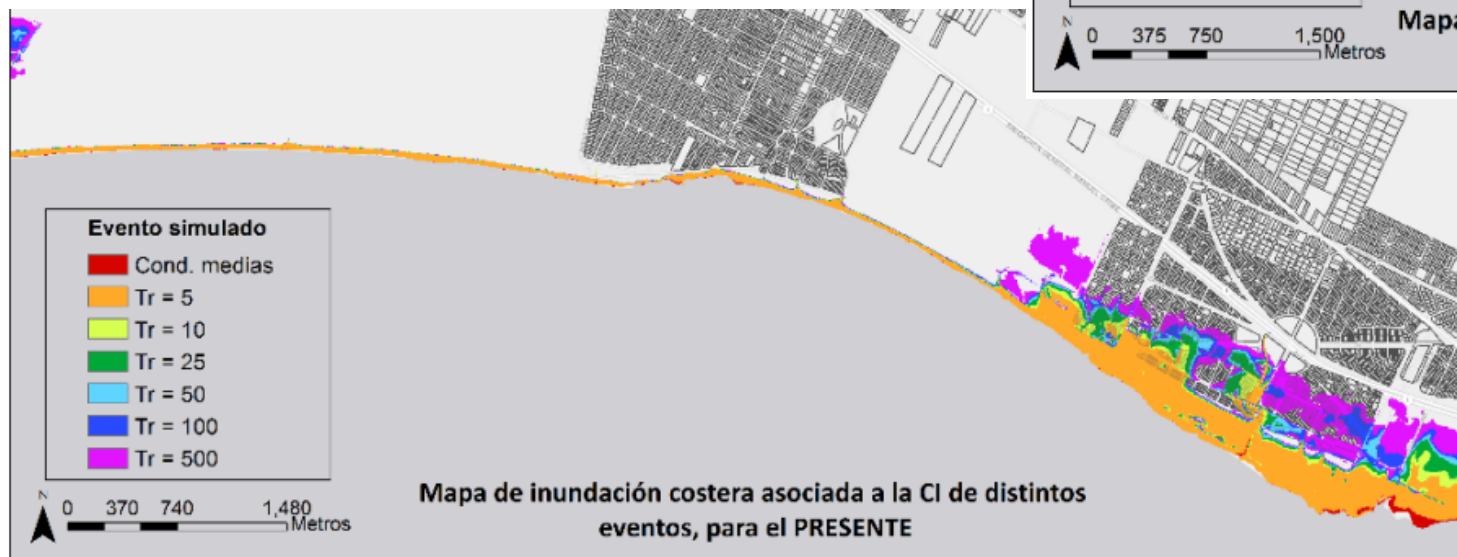 N
0 375 750 1,500
Metros
Mapa
Evento simulado
Cond. medias
Tr = 5
Tr = 10
Tr = 25
Tr = 50
Tr = 100
Tr = 500
N
0 370 740 1,480
Metros
Mapa de inundación costera asociada a la CI de distintos
eventos, para el PRESENTE